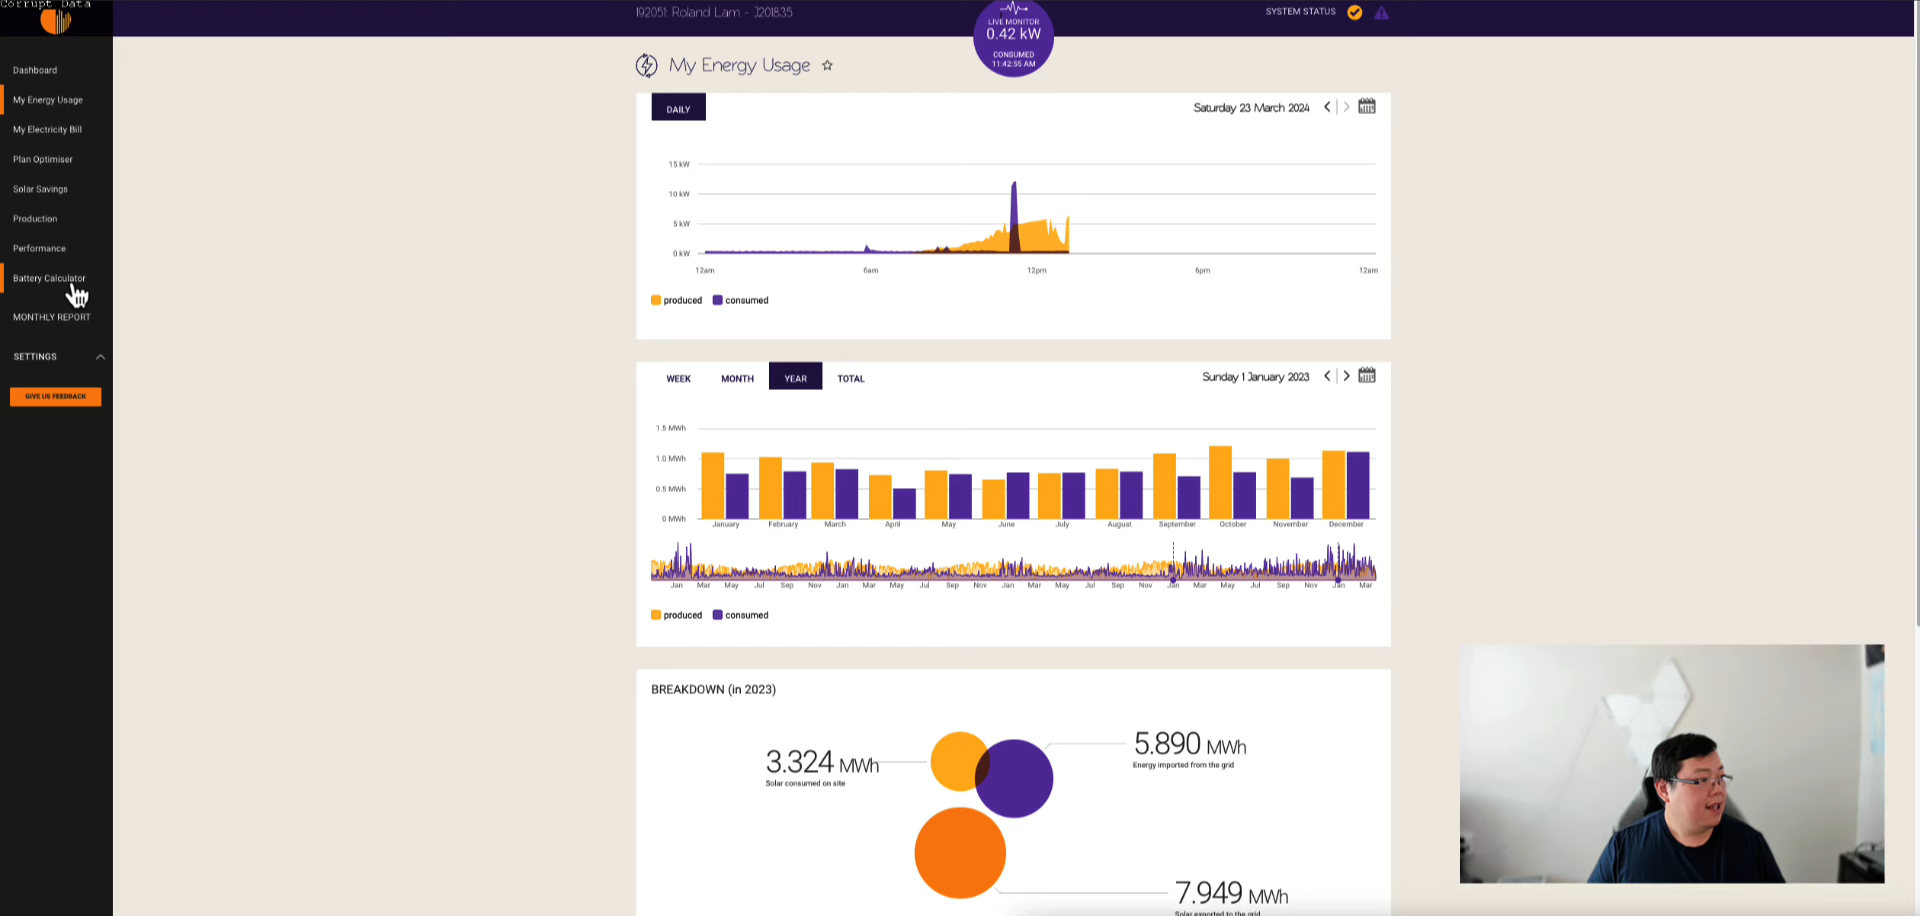 Corrupt Data
192051: Roland Lam - J201835
LIVE MONITOR
0.42 kW
CONSUMED
11:42:55 AM
SYSTEM STATUS
Dashboard
My Energy Usage
My Electricity Bill
Plan Optimiser
Solar Savings
Production
Performance
Battery Calculator
MONTHLY REPORT
SETTINGS
GIVE US FEEDBACK
My Energy Usage
DAILY
Saturday 23 March 2024
15 kW
10 kW
5 kW
0 kW
12am 6am 12pm 6pm 12am
produced consumed
WEEK MONTH YEAR TOTAL
Sunday 1 January 2023
1.5 MWh
1.0 MWh
0.5 MWh
0 MWh
January February March April May June July August September October November December
Jan Mar May Jul Sep Nov Jan Mar May Jul Sep Nov Jan Mar May Jul Sep Nov Jan Mar May Jul Sep Nov Jan Mar
produced consumed
BREAKDOWN (in 2023)
3.324 MWh
Solar consumed on site
5.890 MWh
Energy imported from the grid
7.949 MWh
Solar exported to the grid